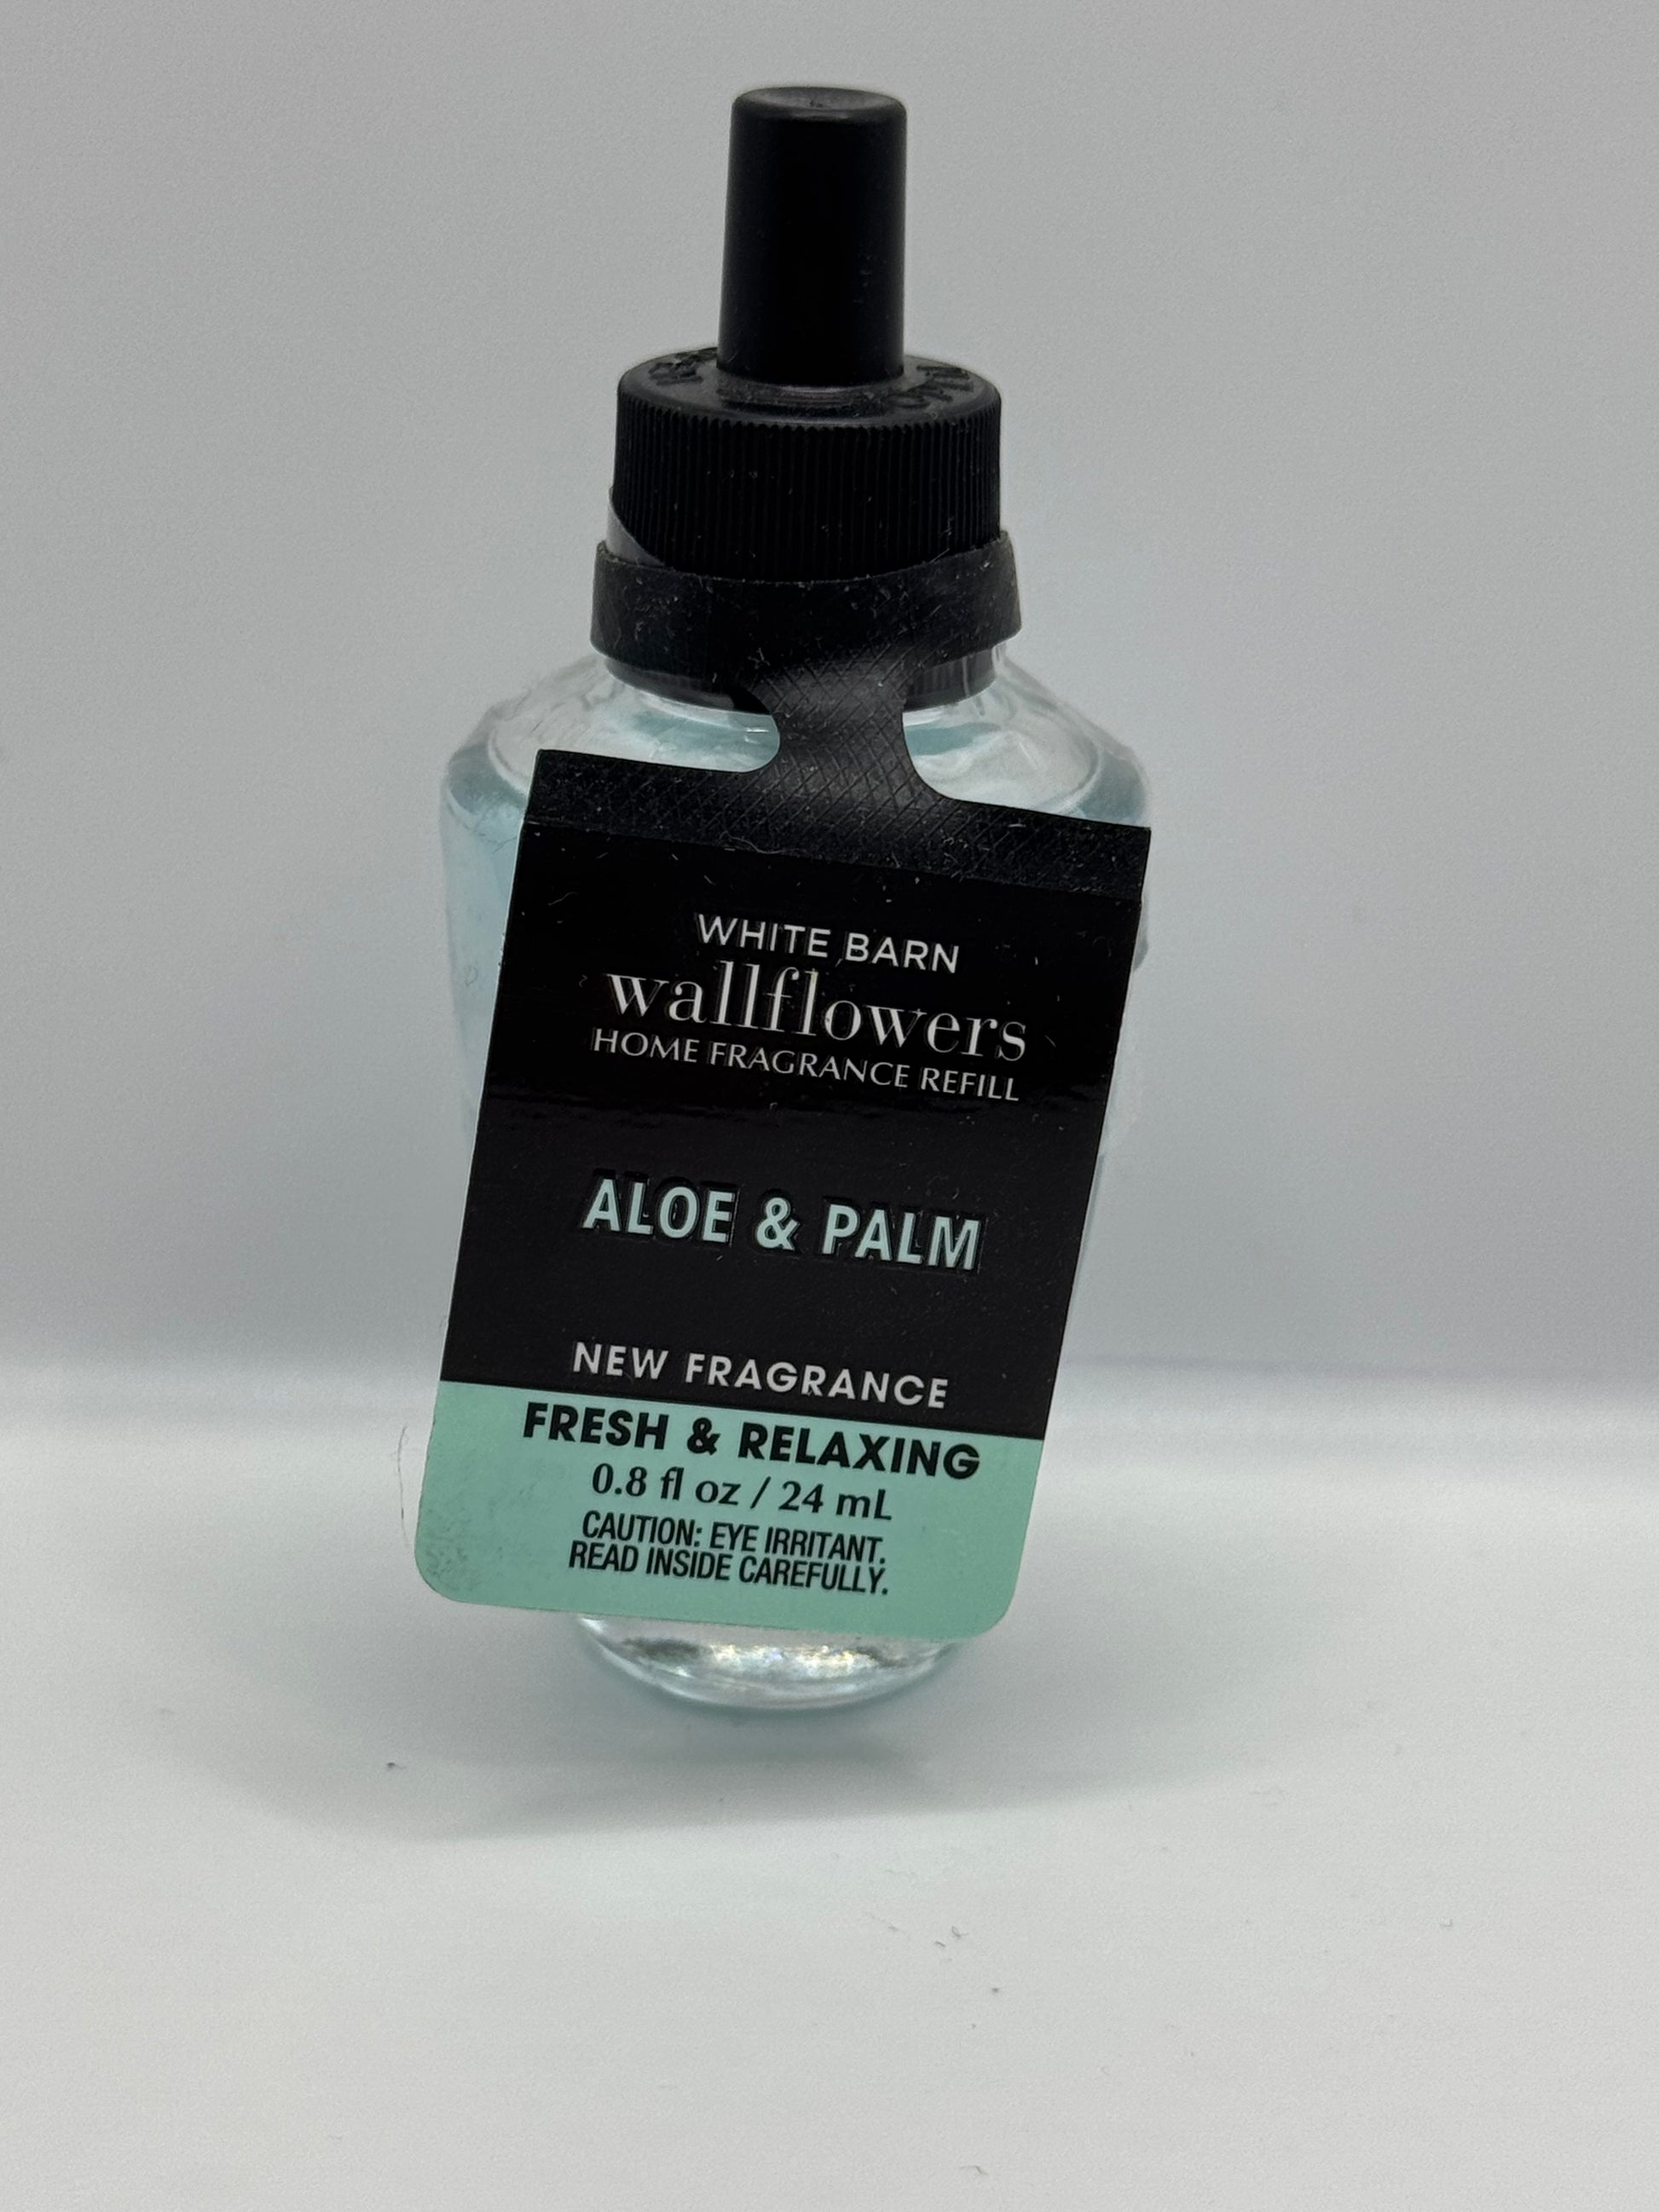 WHITE BARN
wallflowers
HOME FRAGRANCE REFILL
ALOE & PALM
NEW FRAGRANCE
FRESH & RELAXING
0.8 fl oz / 24 mL
CAUTION: EYE IRRITANT.
READ INSIDE CAREFULLY.